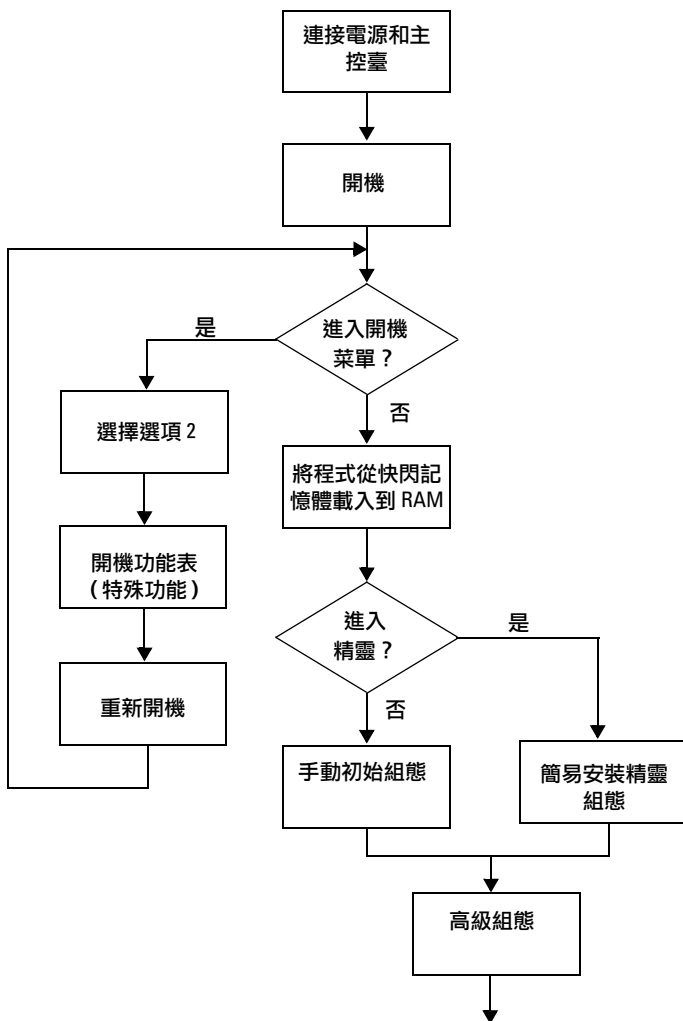 連接電源和主
控臺
開機
進入開機
菜單？
是
否
選擇選項 2
將程式從快閃記
憶體載入到 RAM
開機功能表
( 特殊功能 )
進入
精靈？
是
否
重新開機
手動初始組態
簡易安裝精靈
組態
高級組態